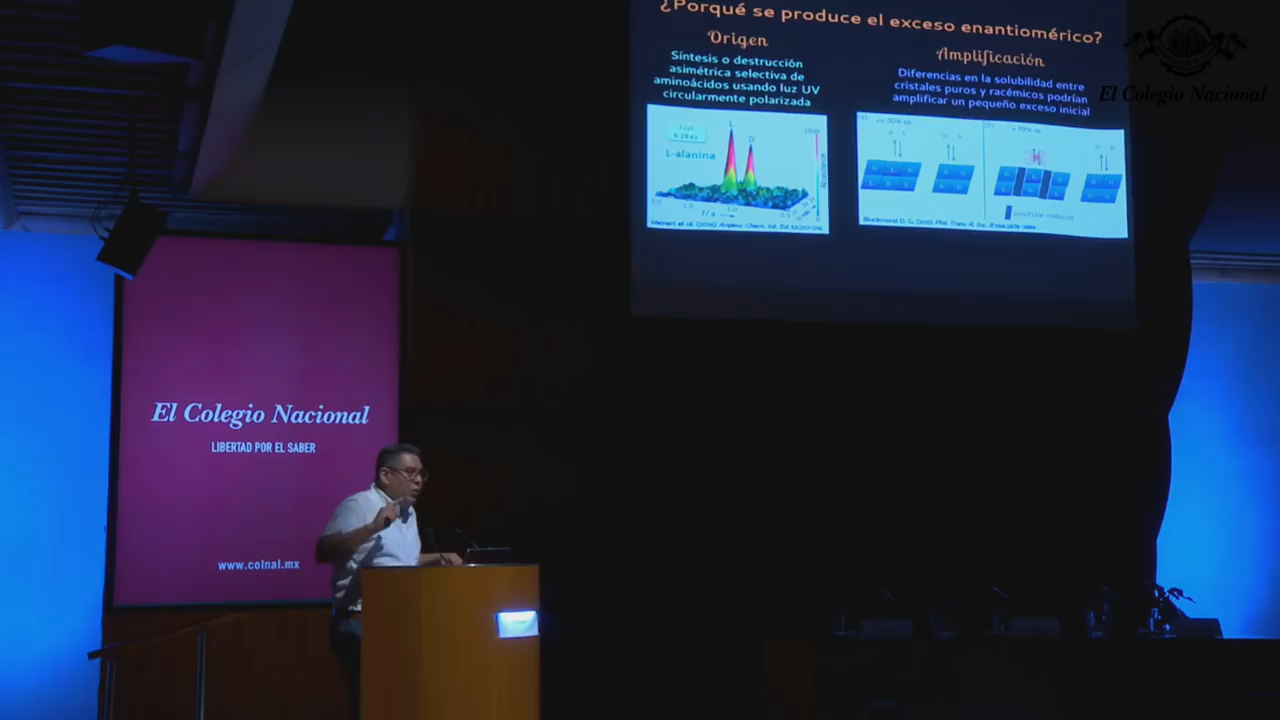 ¿Porqué se produce el exceso enantiomérico?
Origen
Síntesis o destrucción
asimétrica selectiva de
aminoácidos usando luz UV
circularmente polarizada
L-alanina
L
D
Amplificación
Diferencias en la solubilidad entre
cristales puros y racémicos podrían
amplificar un pequeño exceso inicial
El Colegio Nacional
El Colegio Nacional
LIBERTAD POR EL SABER
www.colnal.mx